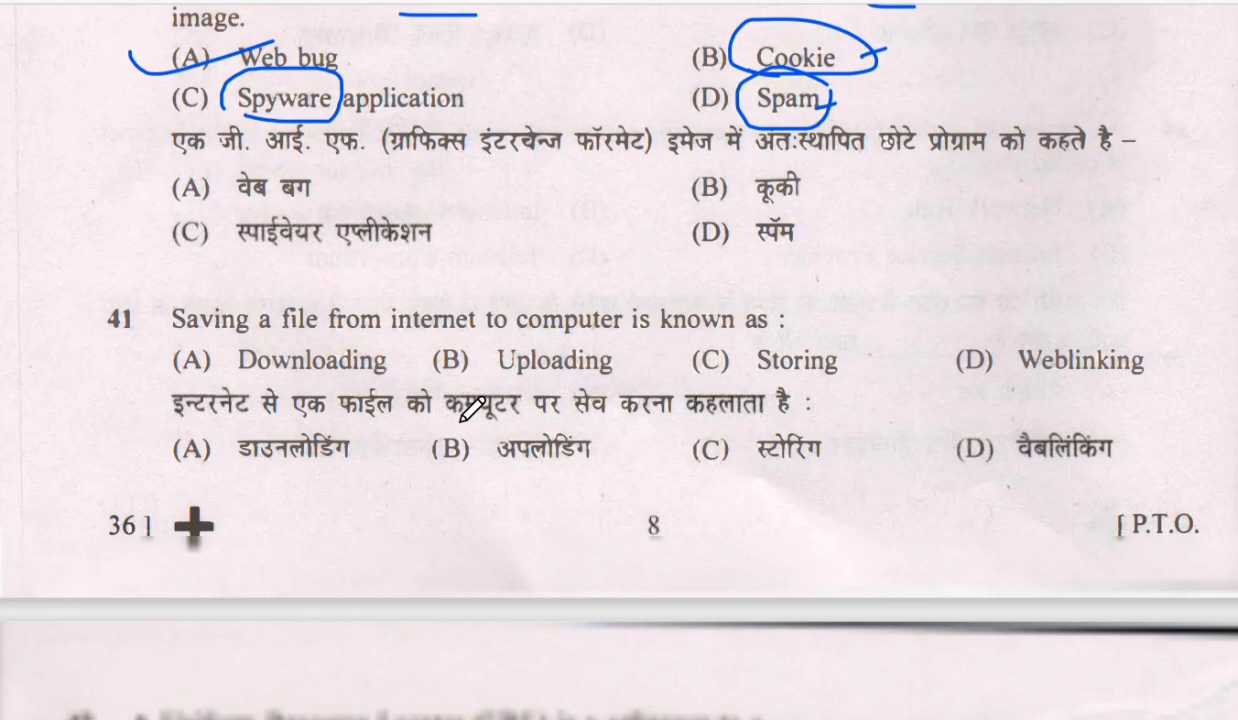 image.
(A) Web bug (B) Cookie
(C) Spyware application (D) Spam
एक जी. आई. एफ. (ग्राफिक्स इंटरचेन्ज फॉरमेट) इमेज में अंतःस्थापित छोटे प्रोग्राम को कहते है –
(A) वेब बग (B) कूकी
(C) स्पाईवेयर एप्लीकेशन (D) स्पॅम
41 Saving a file from internet to computer is known as :
(A) Downloading (B) Uploading (C) Storing (D) Weblinking
इन्टरनेट से एक फाईल को कम्प्यूटर पर सेव करना कहलाता है :
(A) डाउनलोडिंग (B) अपलोडिंग (C) स्टोरिंग (D) वैबलिंकिंग
36 ] 8 [ P.T.O.